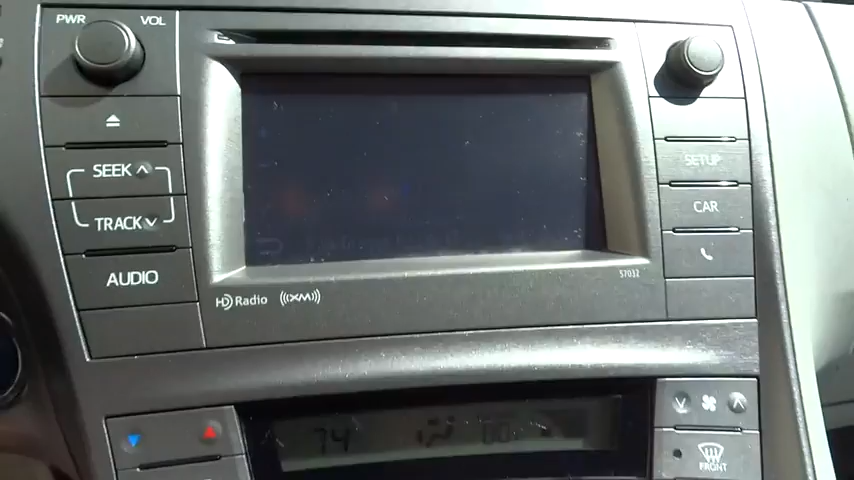 PWR VOL
SEEK
TRACK
AUDIO
SETUP
CAR
57032
HD Radio ((XM))
74
FRONT